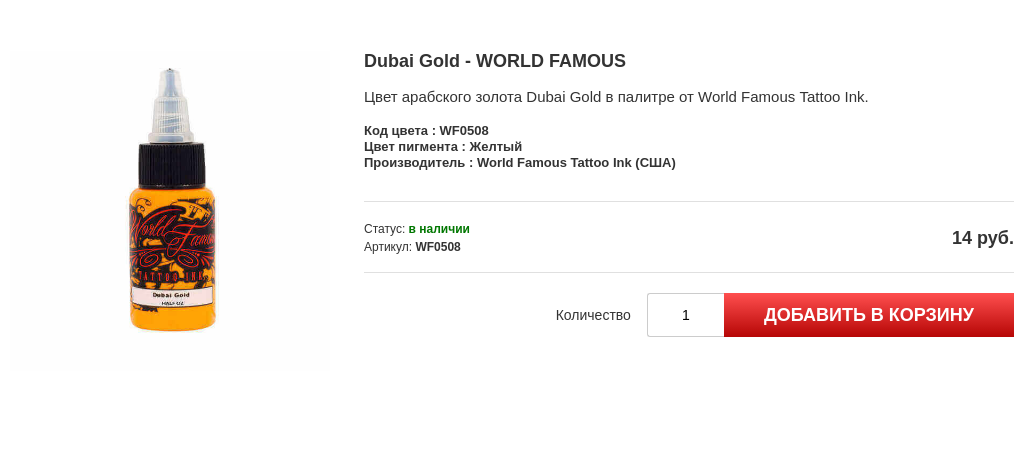 Dubai Gold - WORLD FAMOUS
Цвет арабского золота Dubai Gold в палитре от World Famous Tattoo Ink.
Код цвета : WF0508
Цвет пигмента : Желтый
Производитель : World Famous Tattoo Ink (США)
Статус: в наличии
Артикул: WF0508
14 руб.
Количество
1
ДОБАВИТЬ В КОРЗИНУ
World
Famous
TATTOO INK
Dubai Gold